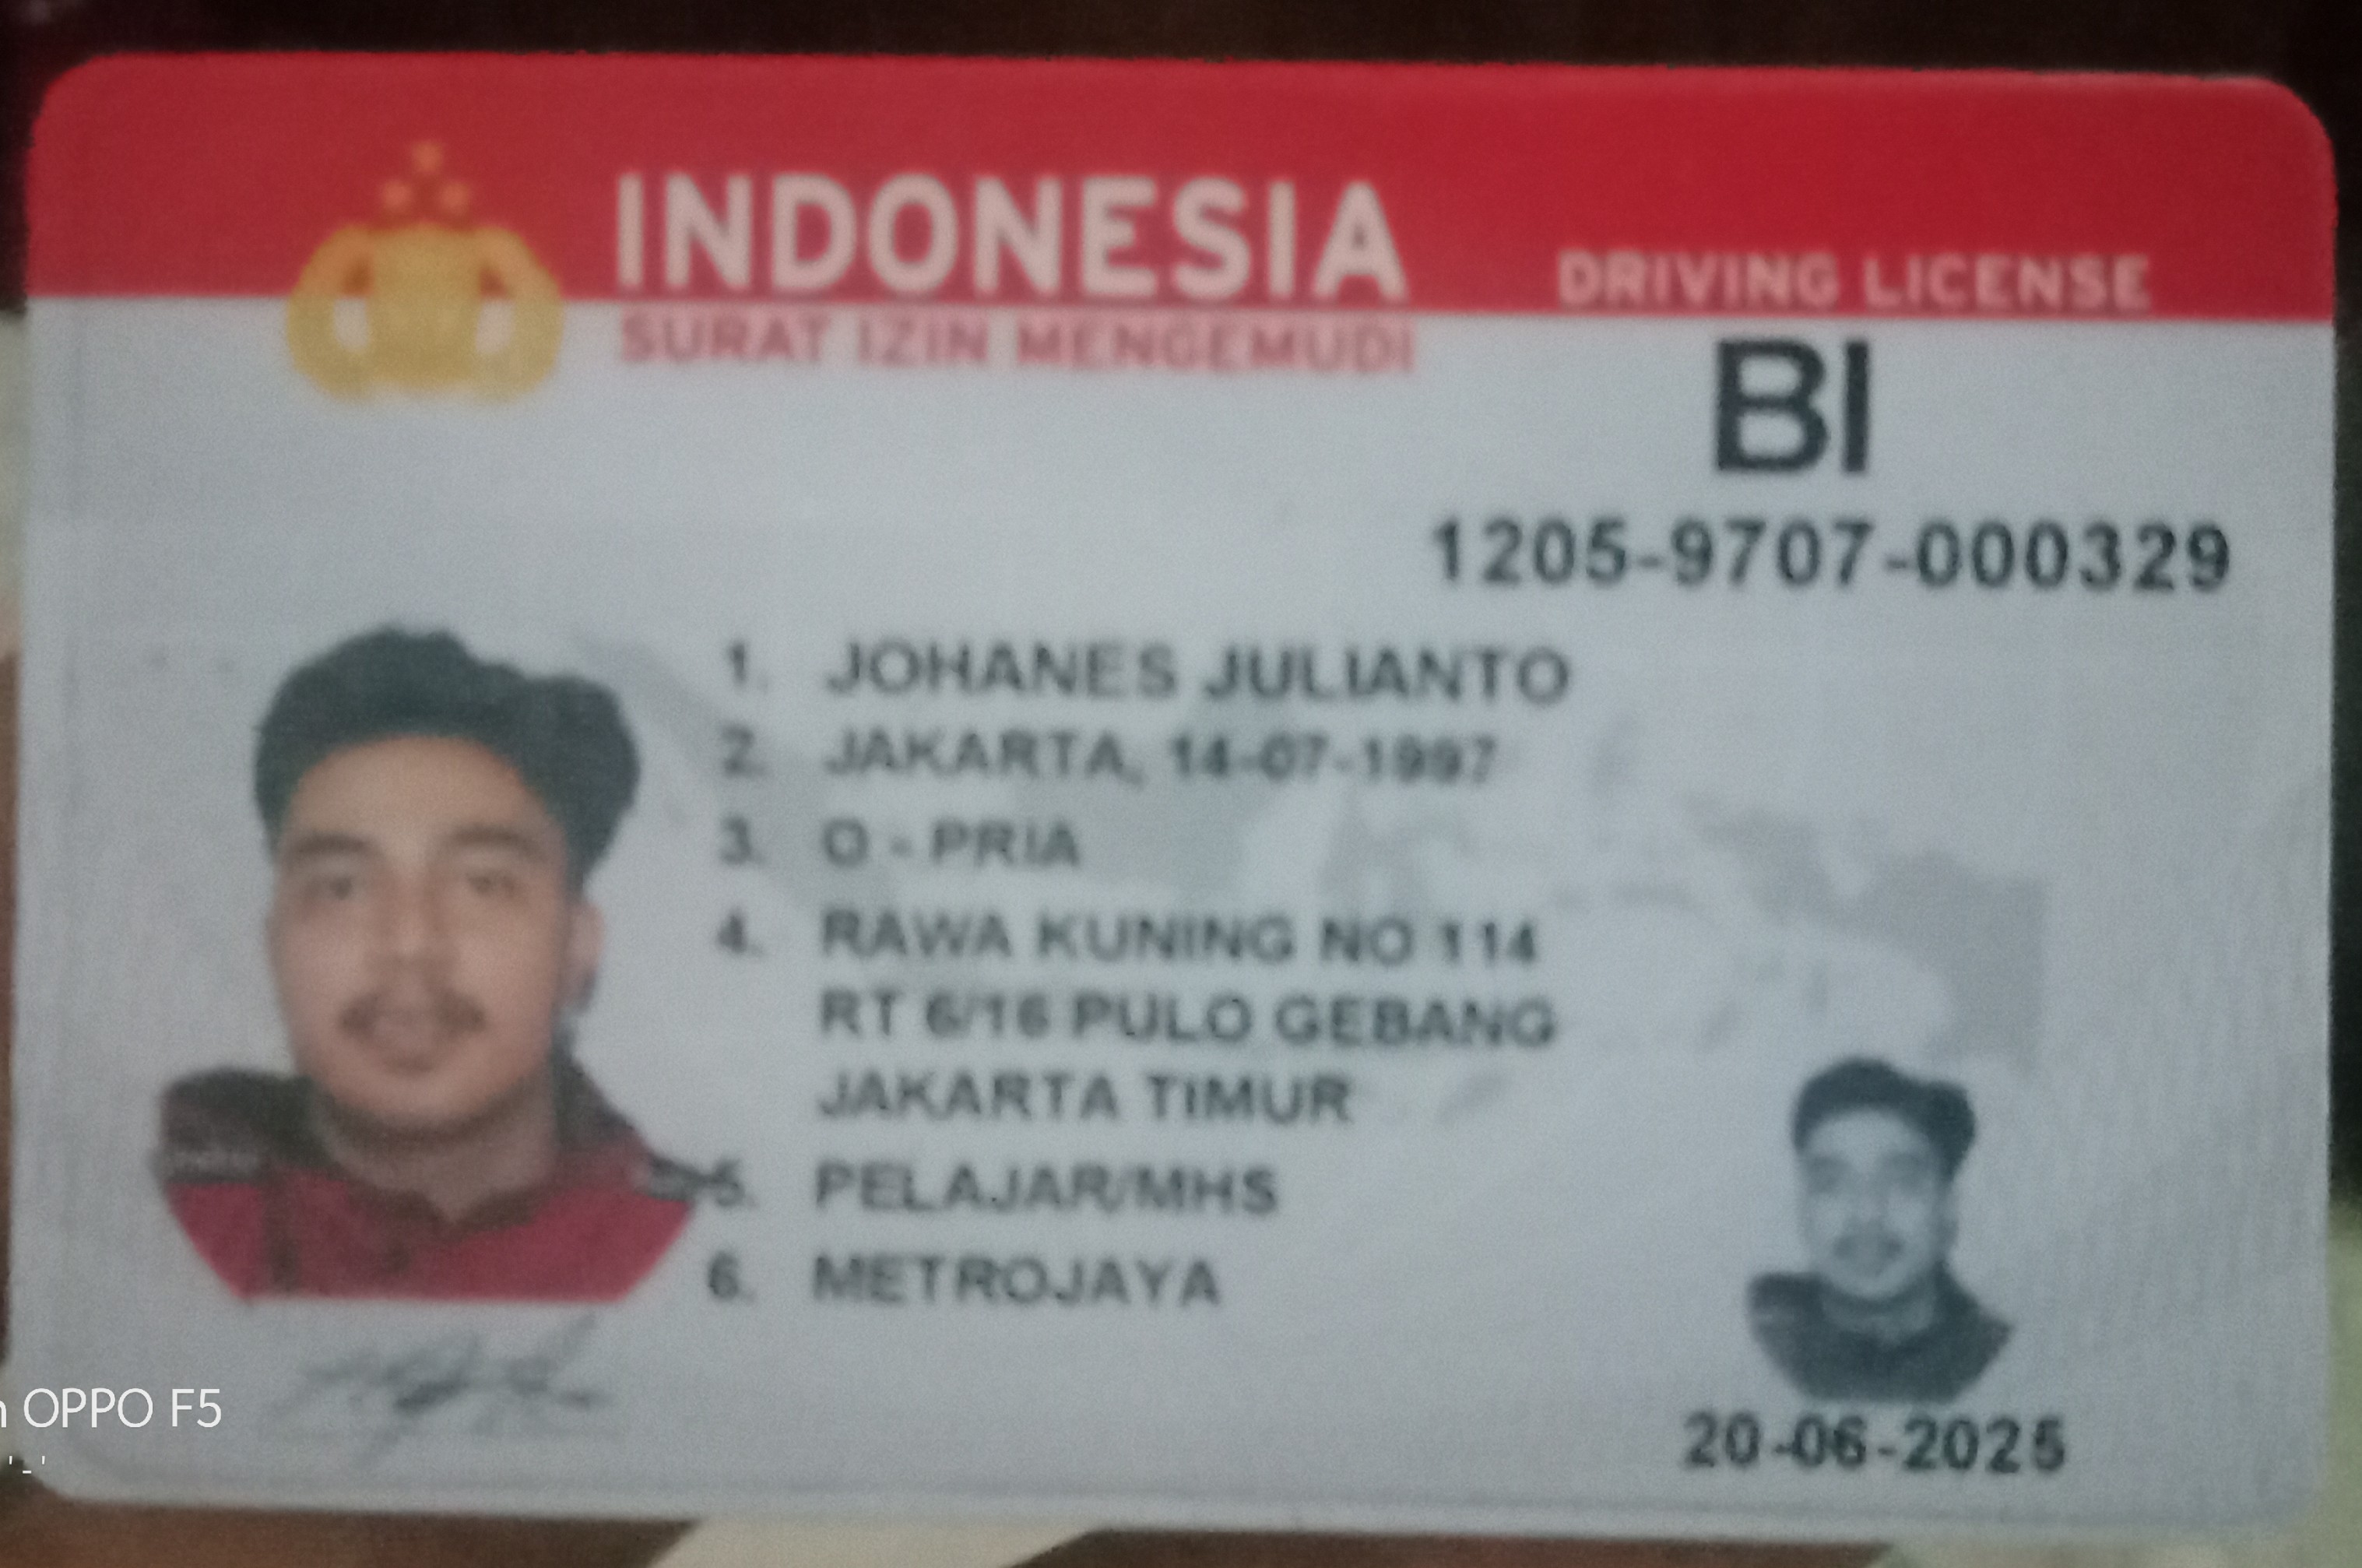 INDONESIA
SURAT IZIN MENGEMUDI
DRIVING LICENSE
BI
1205-9707-000329
1. JOHANES JULIANTO
2. JAKARTA, 14-07-1997
3. O - PRIA
4. RAWA KUNING NO 114
RT 6/16 PULO GEBANG
JAKARTA TIMUR
5. PELAJAR/MHS
6. METROJAYA
20-06-2025
OPPO F5
'-'